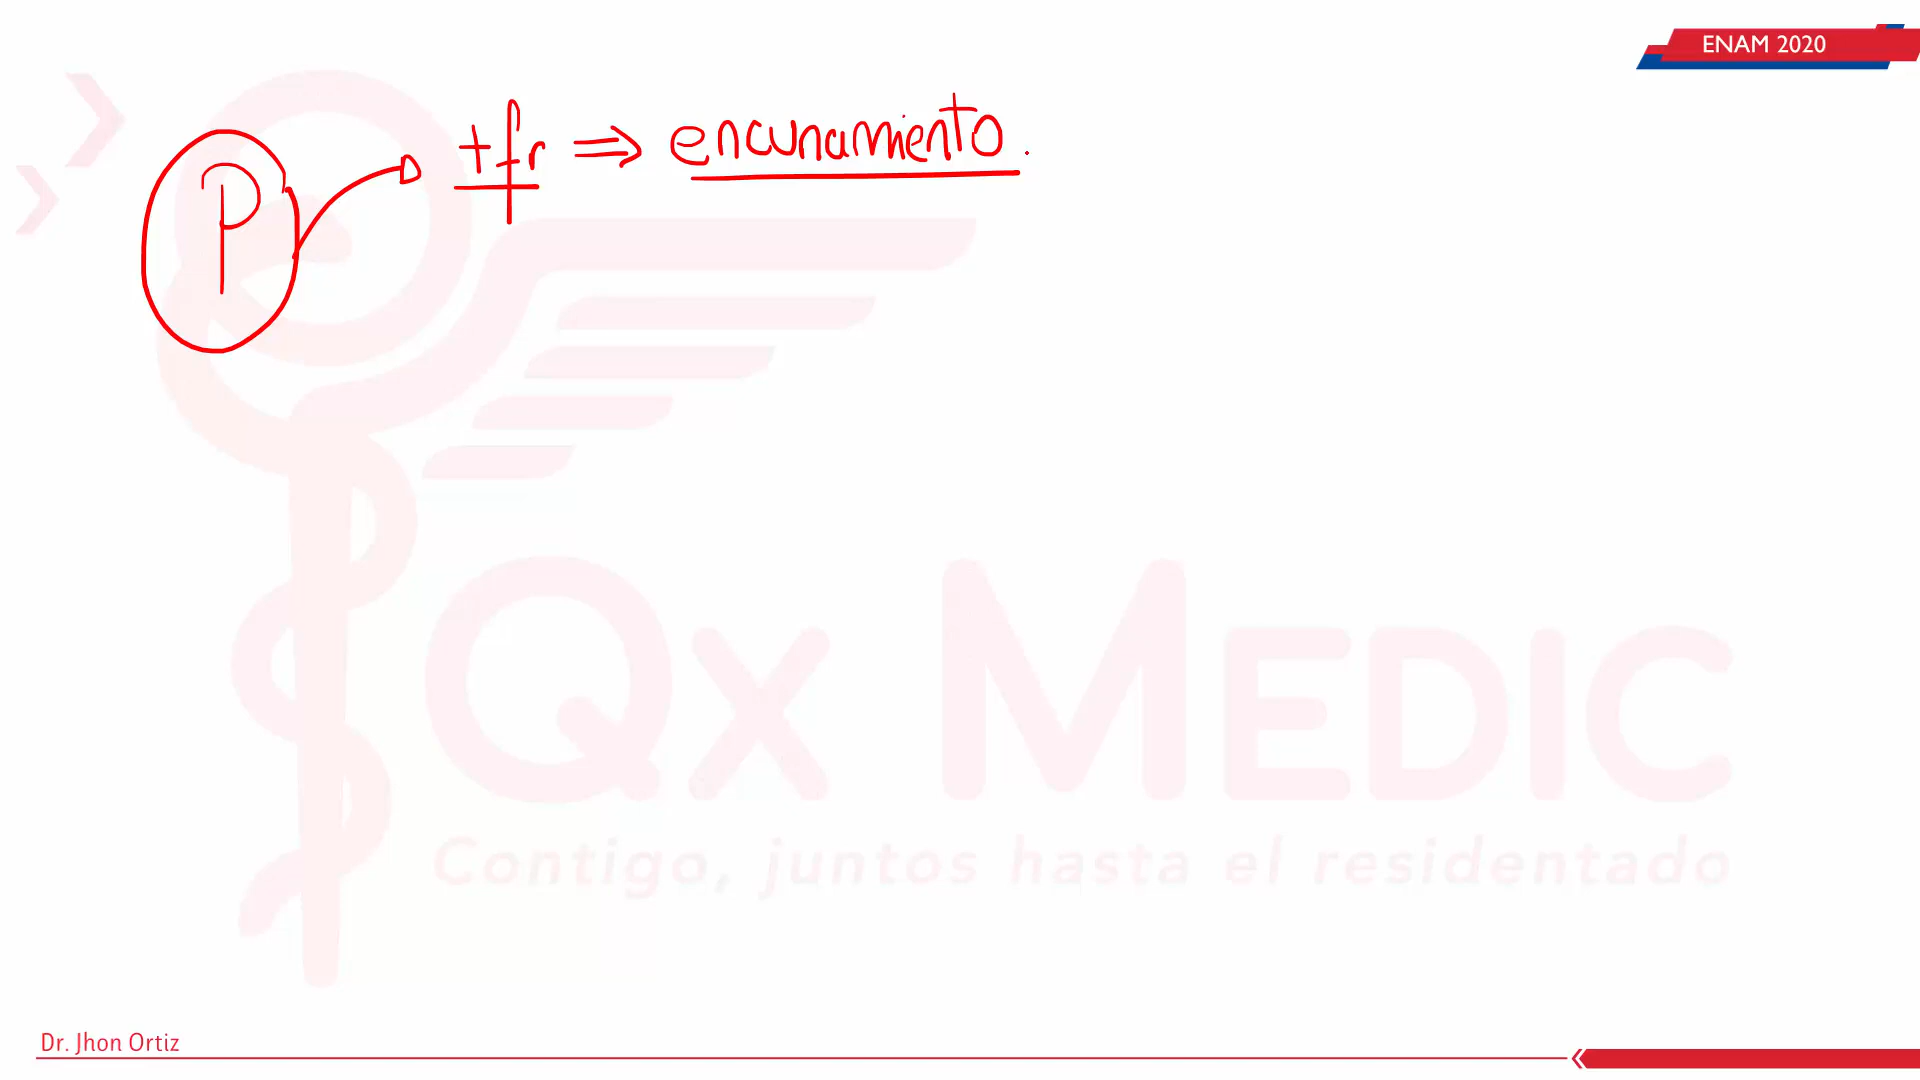 ENAM 2020
P +fr ⇒ encunamiento.
Qx MEDIC
Contigo, juntos hasta el residentado
Dr. Jhon Ortiz